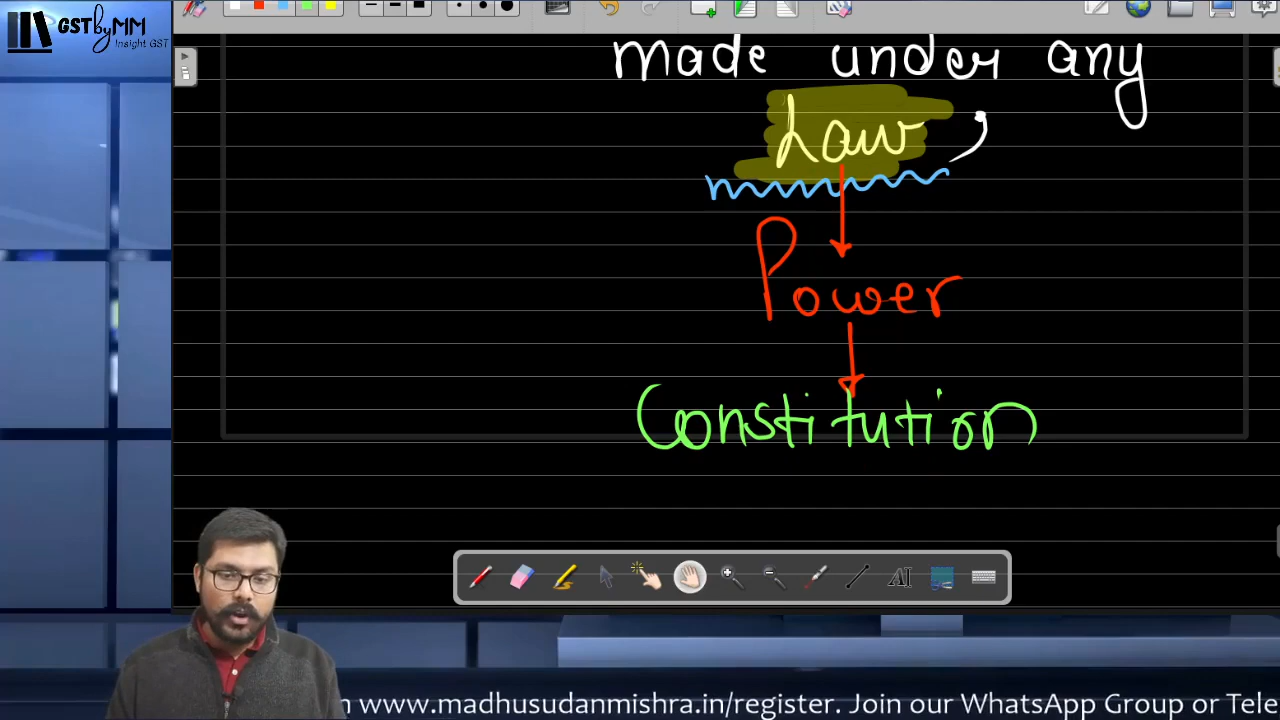 GSTbyMM
Insight GST
made under any
Law,
Power
Constitution
AI
www.madhusudanmishra.in/register. Join our WhatsApp Group or Tele